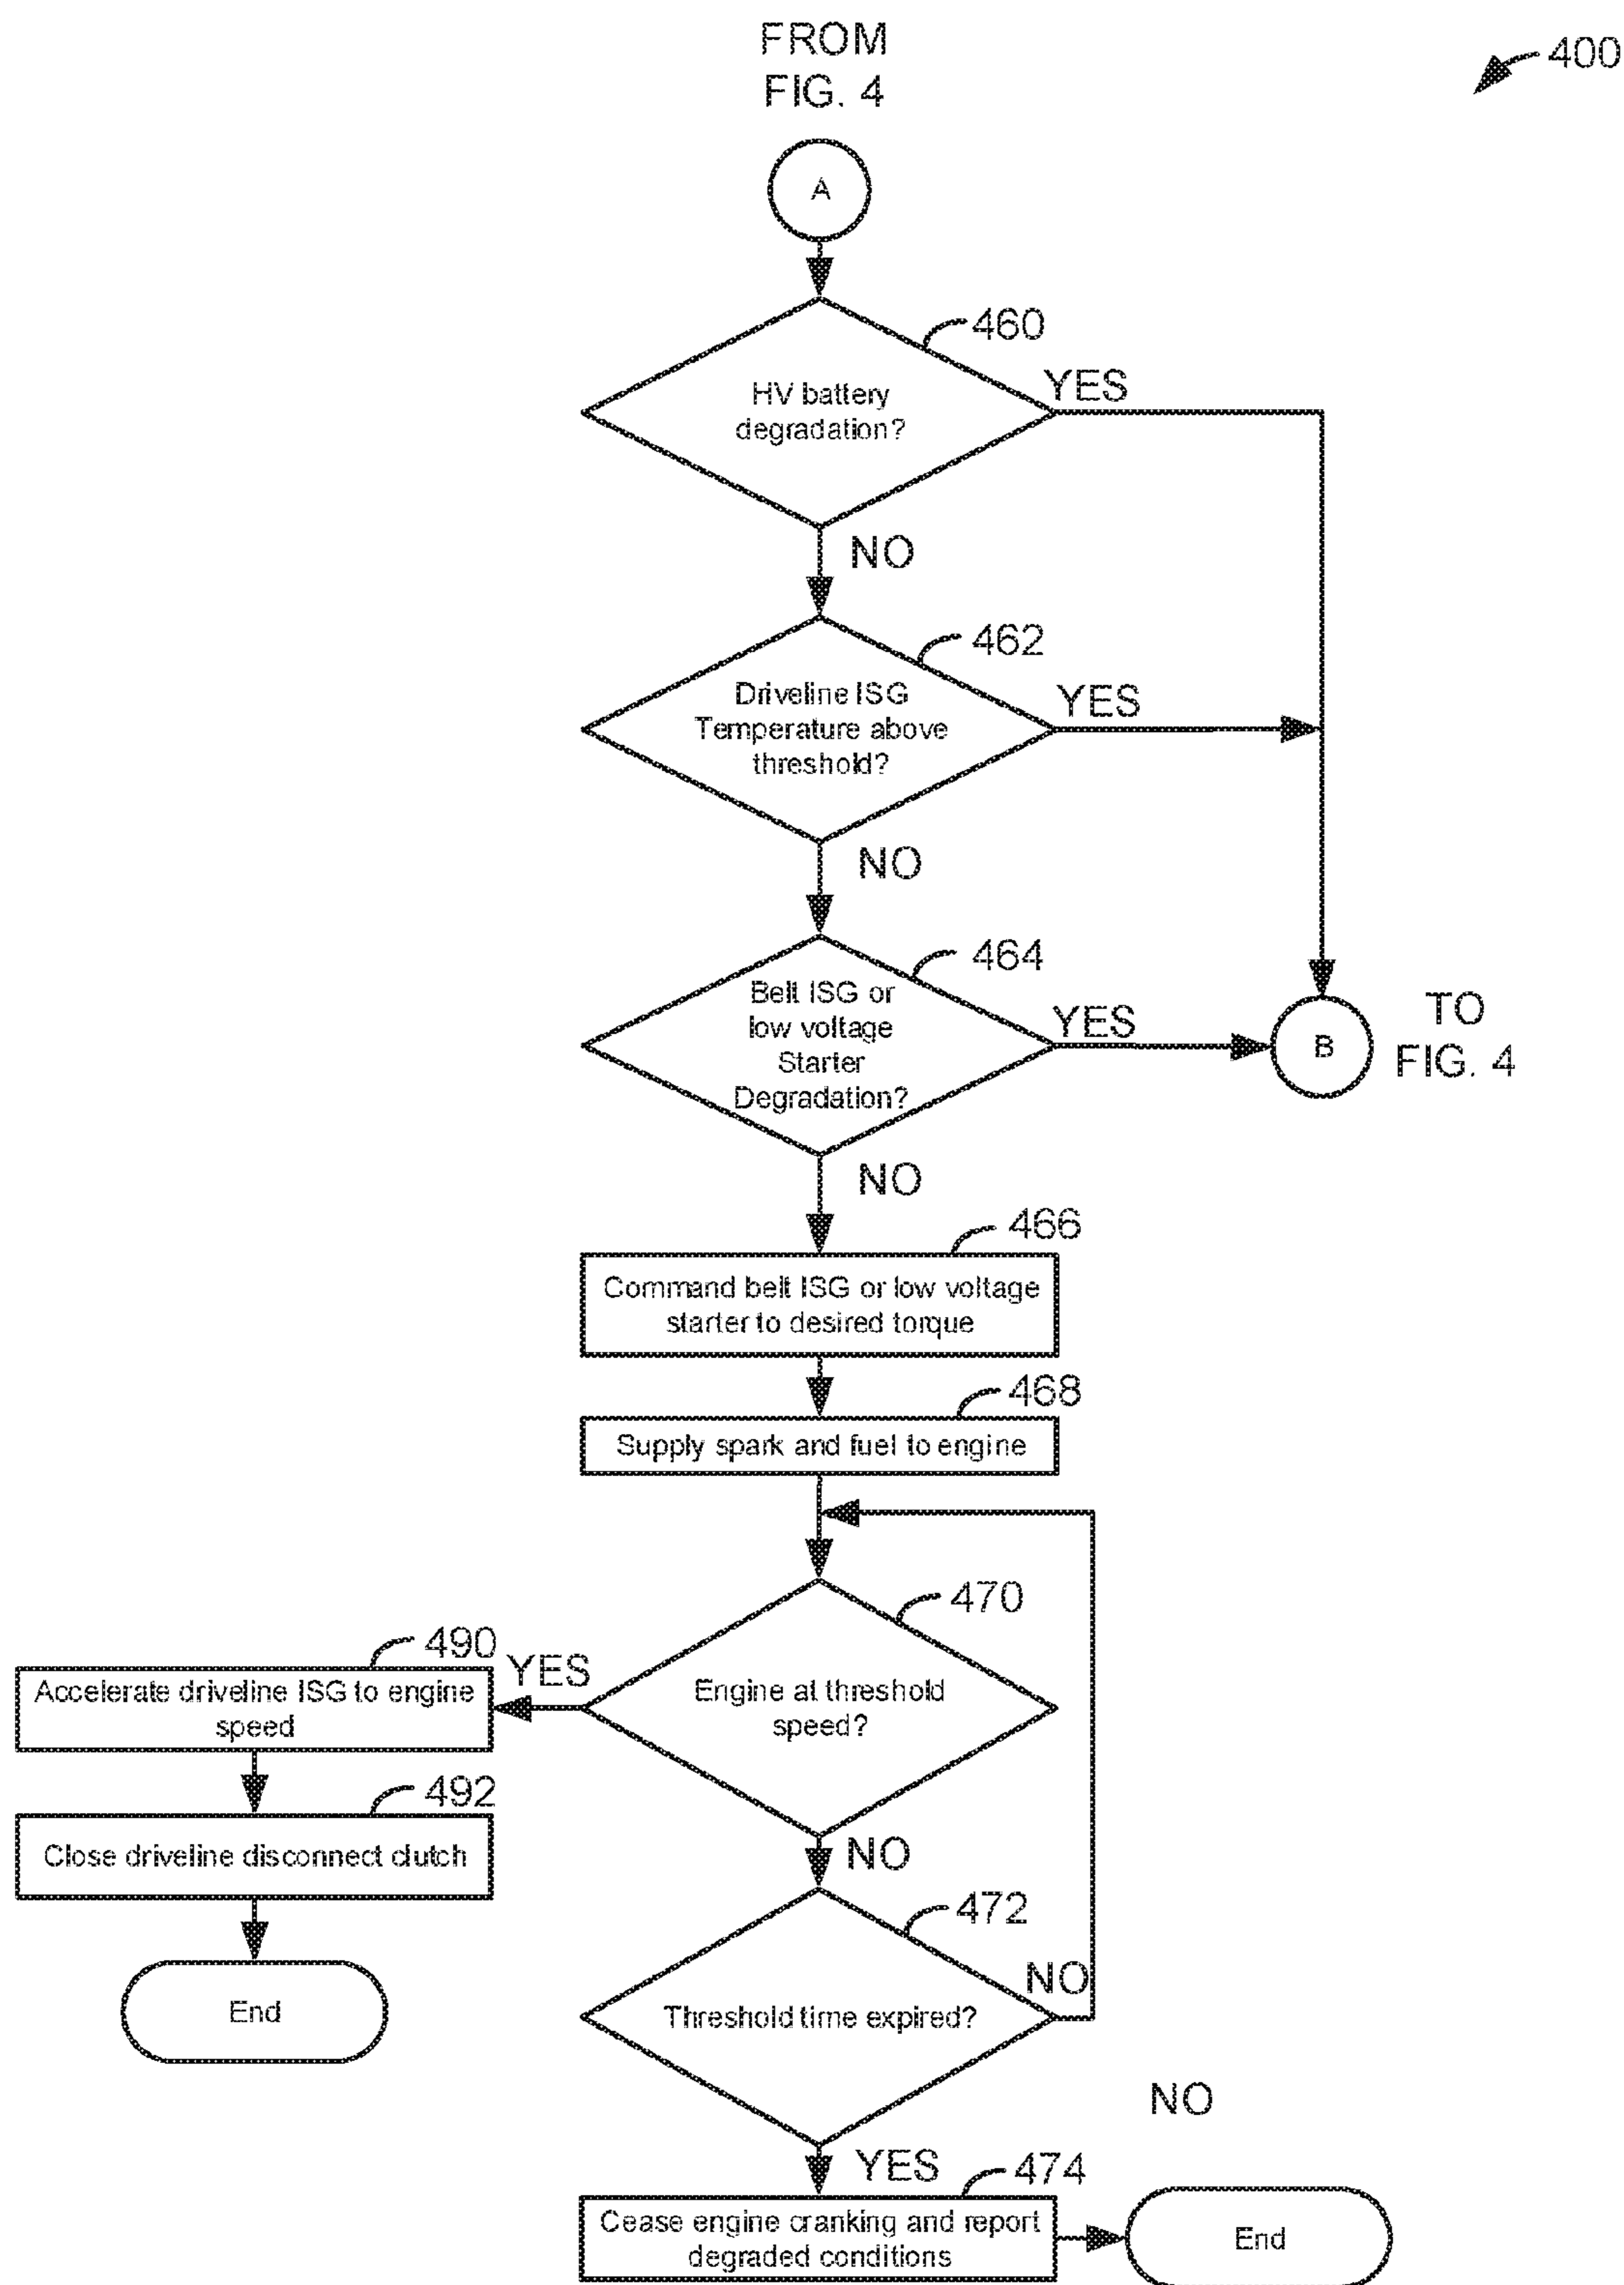 FROM
FIG. 4
400
A
460
HV battery
degradation?
YES
NO
462
Driveline ISG
Temperature above
threshold?
YES
NO
464
Belt ISG or
low voltage
Starter
Degradation?
YES
B
TO
FIG. 4
NO
466
Command belt ISG or low voltage
starter to desired torque
468
Supply spark and fuel to engine
470
Engine at threshold
speed?
YES
490
Accelerate driveline ISG to engine
speed
492
Close driveline disconnect clutch
End
NO
472
Threshold time expired?
NO
NO
YES
474
Cease engine cranking and report
degraded conditions
End